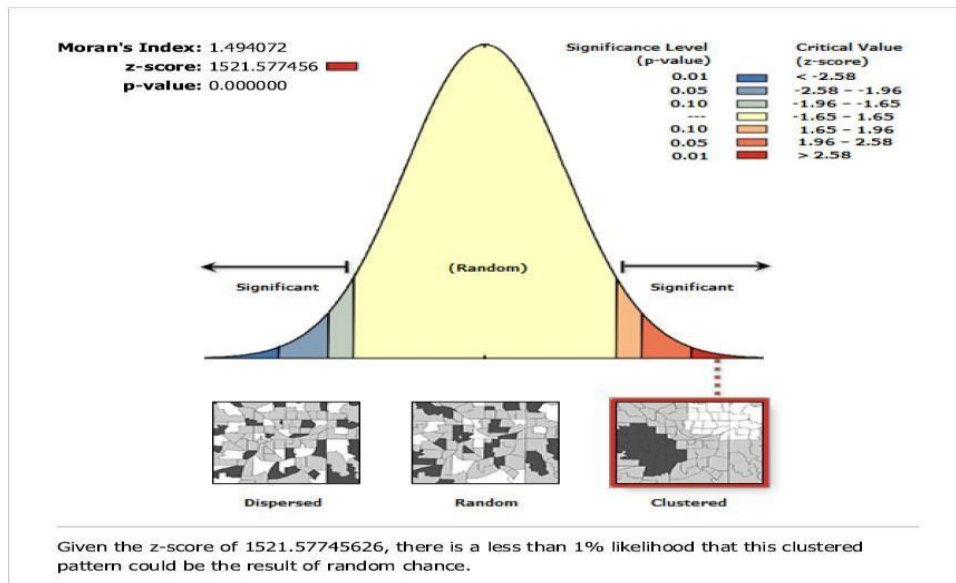 Moran's Index: 1.494072
z-score: 1521.577456
p-value: 0.000000
Significance Level
(p-value)
Critical Value
(z-score)
0.01 < -2.58
0.05 -2.58 – -1.96
0.10 -1.96 – -1.65
--- -1.65 – 1.65
0.10 1.65 – 1.96
0.05 1.96 – 2.58
0.01 > 2.58
(Random)
Significant
Significant
Dispersed
Random
Clustered
Given the z-score of 1521.57745626, there is a less than 1% likelihood that this clustered
pattern could be the result of random chance.